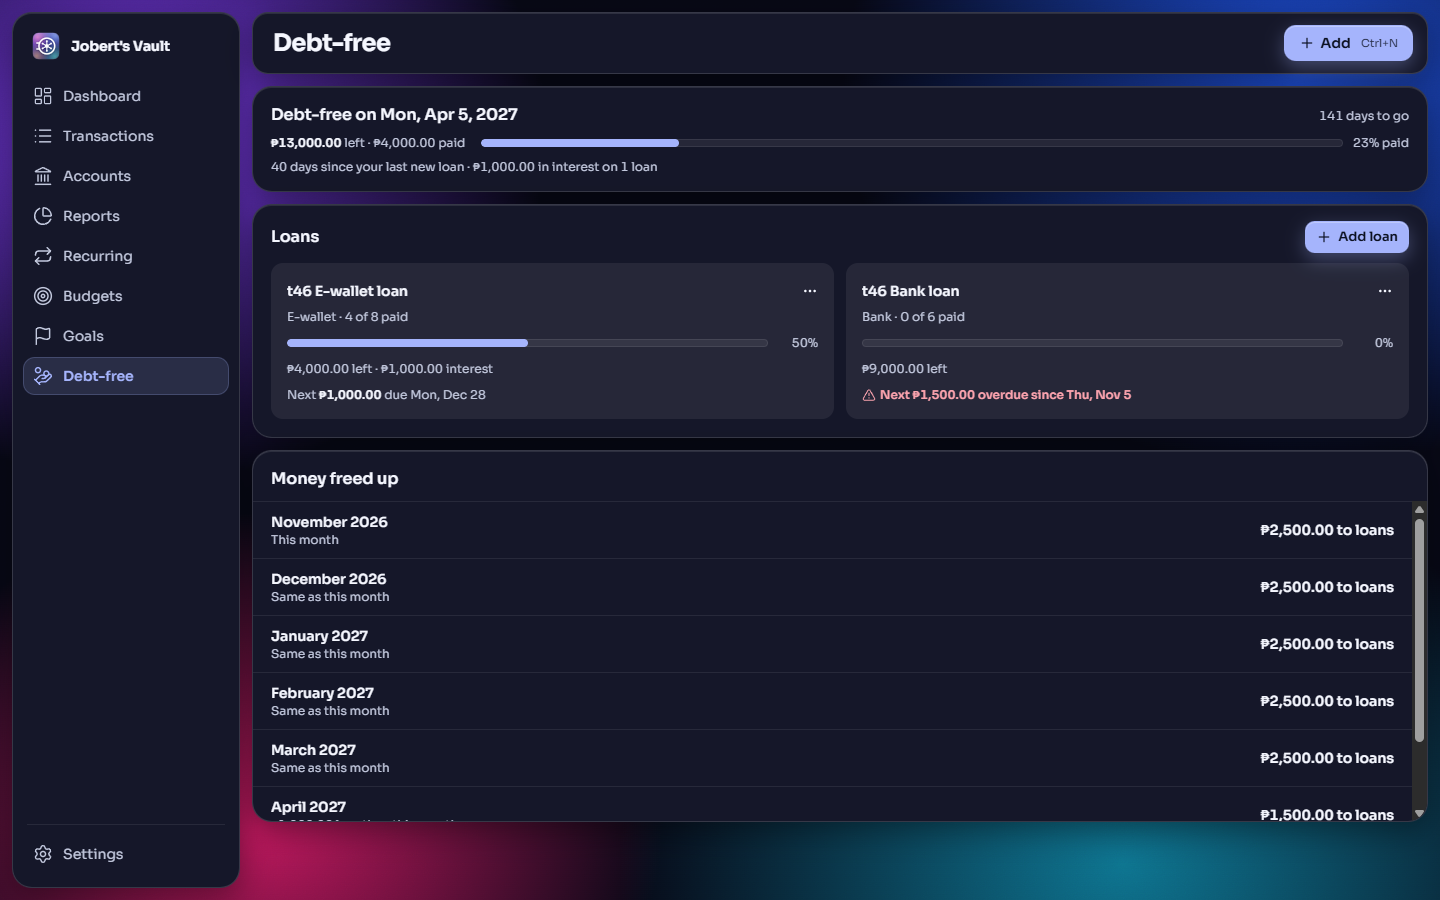 Jobert's Vault
Dashboard
Transactions
Accounts
Reports
Recurring
Budgets
Goals
Debt-free
Settings
Debt-free
Add Ctrl+N
Debt-free on Mon, Apr 5, 2027
141 days to go
₱13,000.00 left · ₱4,000.00 paid
23% paid
40 days since your last new loan · ₱1,000.00 in interest on 1 loan
Loans
Add loan
t46 E-wallet loan
E-wallet · 4 of 8 paid
50%
₱4,000.00 left · ₱1,000.00 interest
Next ₱1,000.00 due Mon, Dec 28
t46 Bank loan
Bank · 0 of 6 paid
0%
₱9,000.00 left
Next ₱1,500.00 overdue since Thu, Nov 5
Money freed up
November 2026
This month
₱2,500.00 to loans
December 2026
Same as this month
₱2,500.00 to loans
January 2027
Same as this month
₱2,500.00 to loans
February 2027
Same as this month
₱2,500.00 to loans
March 2027
Same as this month
₱2,500.00 to loans
April 2027
₱1,500.00 to loans